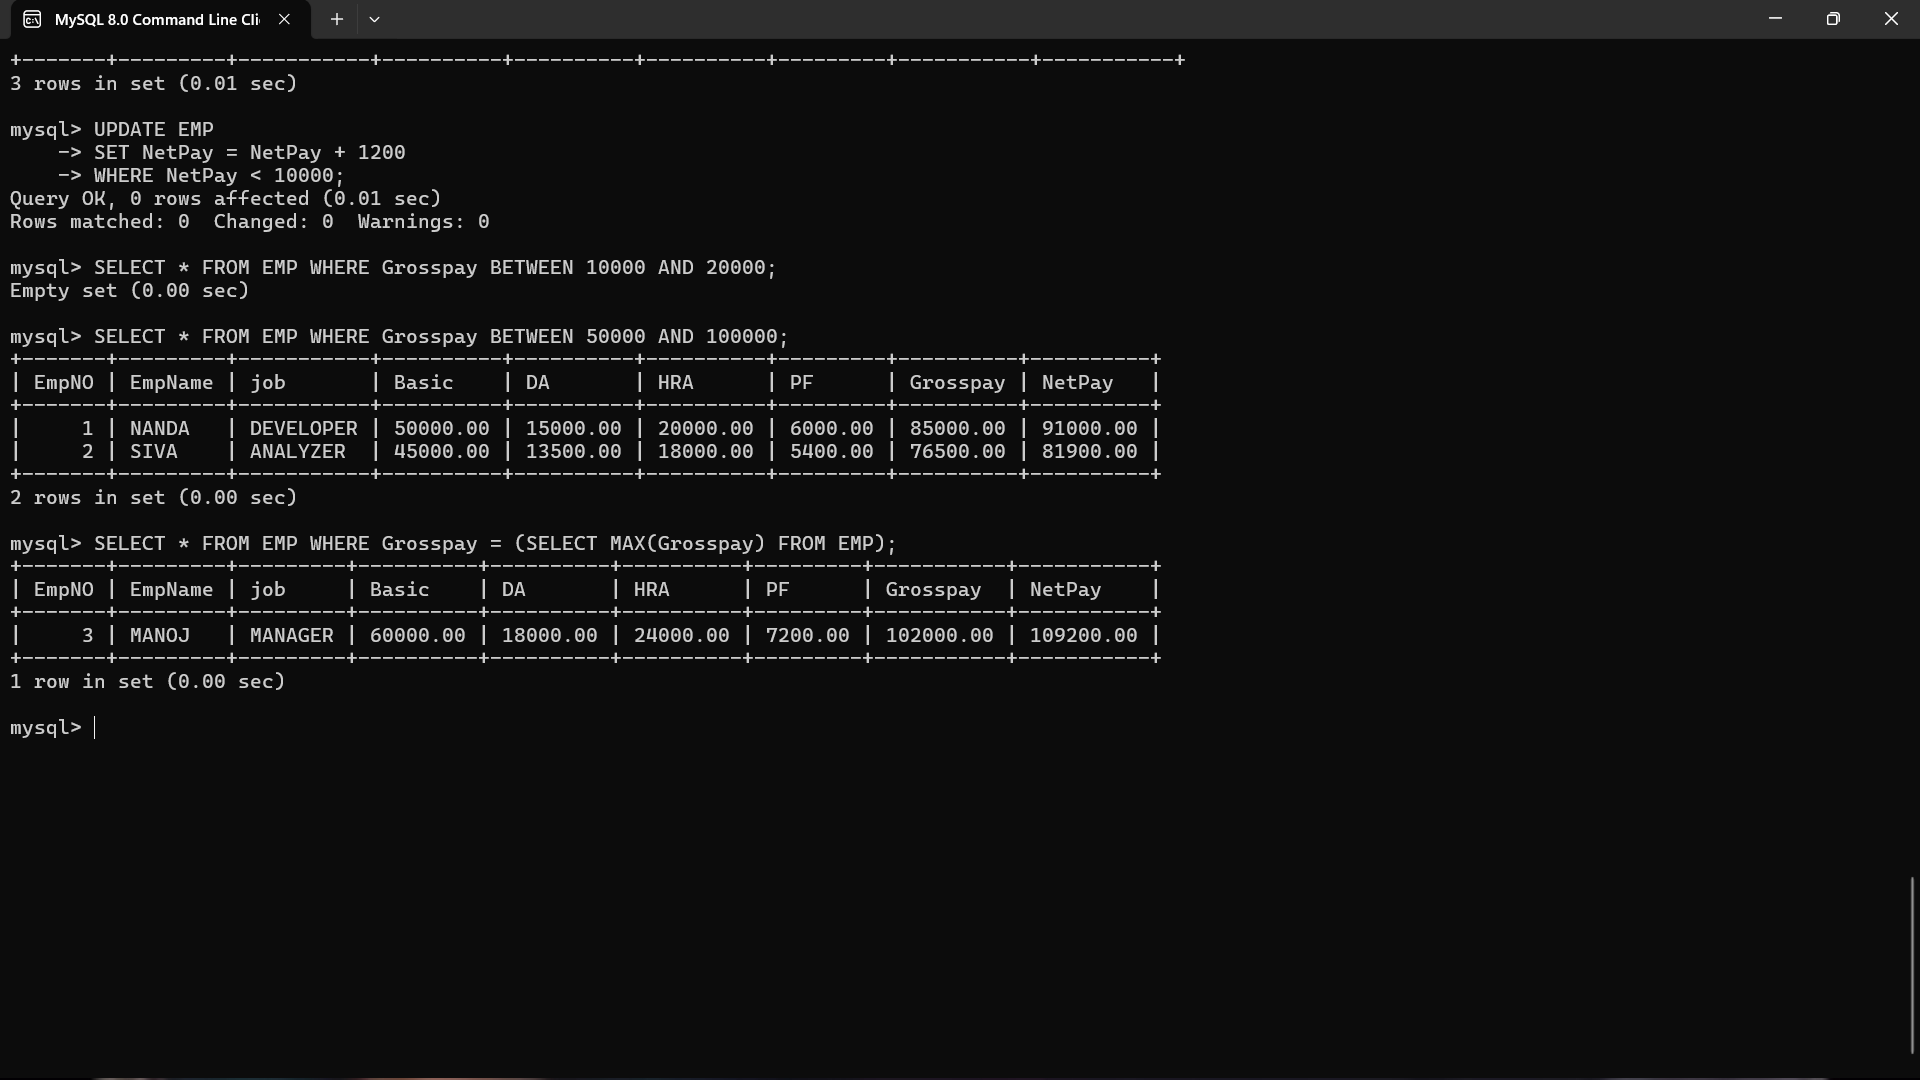 MySQL 8.0 Command Line Cli
+-------+---------+-----------+----------+----------+----------+---------+-----------+-----------+
3 rows in set (0.01 sec)
mysql> UPDATE EMP
    -> SET NetPay = NetPay + 1200
    -> WHERE NetPay < 10000;
Query OK, 0 rows affected (0.01 sec)
Rows matched: 0  Changed: 0  Warnings: 0
mysql> SELECT * FROM EMP WHERE Grosspay BETWEEN 10000 AND 20000;
Empty set (0.00 sec)
mysql> SELECT * FROM EMP WHERE Grosspay BETWEEN 50000 AND 100000;
+-------+---------+-----------+----------+----------+----------+---------+----------+----------+
| EmpNO | EmpName | job       | Basic    | DA       | HRA      | PF      | Grosspay | NetPay   |
+-------+---------+-----------+----------+----------+----------+---------+----------+----------+
|     1 | NANDA   | DEVELOPER | 50000.00 | 15000.00 | 20000.00 | 6000.00 | 85000.00 | 91000.00 |
|     2 | SIVA    | ANALYZER  | 45000.00 | 13500.00 | 18000.00 | 5400.00 | 76500.00 | 81900.00 |
+-------+---------+-----------+----------+----------+----------+---------+----------+----------+
2 rows in set (0.00 sec)
mysql> SELECT * FROM EMP WHERE Grosspay = (SELECT MAX(Grosspay) FROM EMP);
+-------+---------+---------+----------+----------+----------+---------+-----------+-----------+
| EmpNO | EmpName | job     | Basic    | DA       | HRA      | PF      | Grosspay  | NetPay    |
+-------+---------+---------+----------+----------+----------+---------+-----------+-----------+
|     3 | MANOJ   | MANAGER | 60000.00 | 18000.00 | 24000.00 | 7200.00 | 102000.00 | 109200.00 |
+-------+---------+---------+----------+----------+----------+---------+-----------+-----------+
1 row in set (0.00 sec)
mysql>